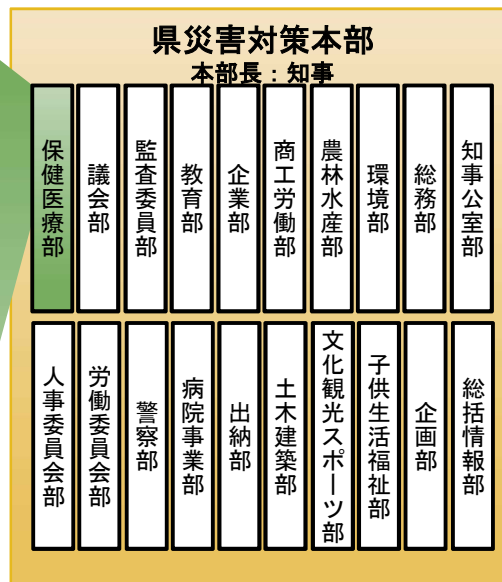 県災害対策本部
本部長：知事
知事公室部
総務部
環境部
農林水産部
商工労働部
企業部
教育部
監査委員部
議会部
保健医療部
総括情報部
企画部
子供生活福祉部
文化観光スポーツ部
土木建築部
出納部
病院事業部
警察部
労働委員会部
人事委員会部